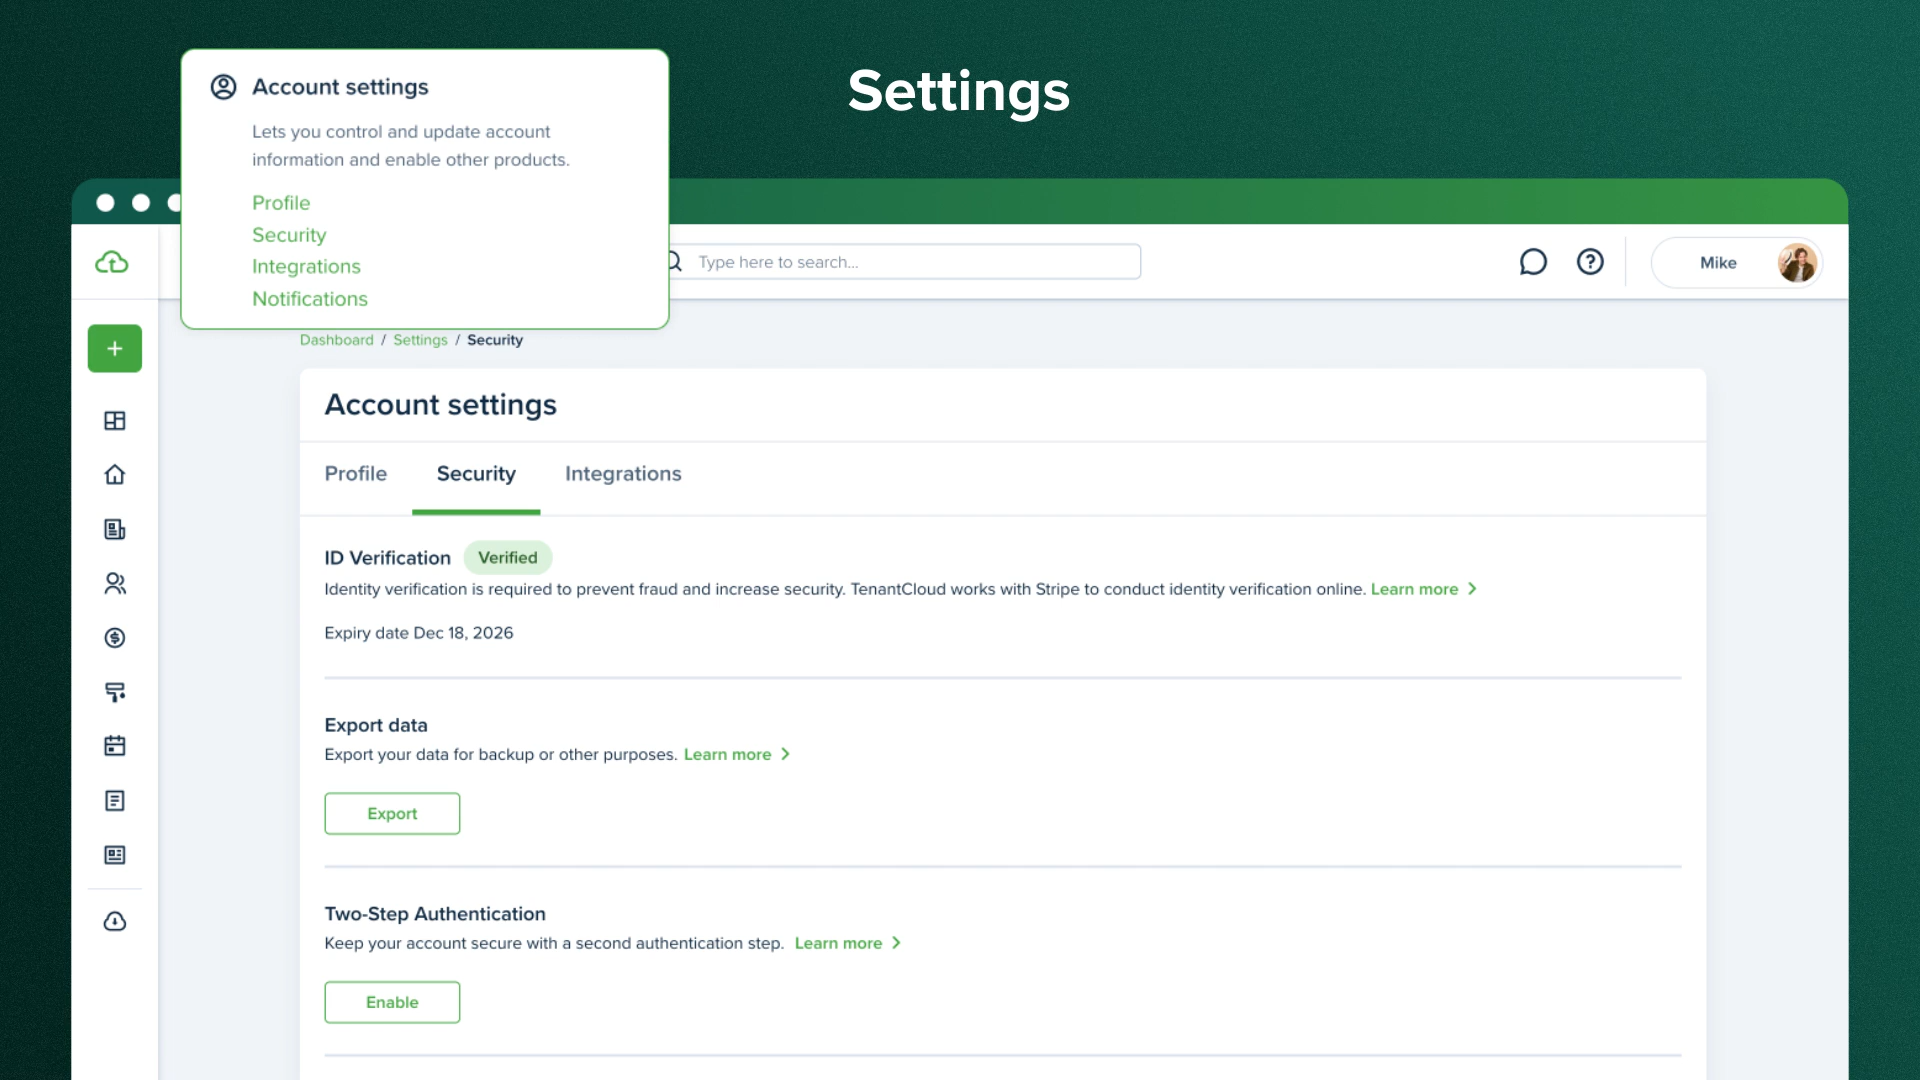 Settings
Account settings
Lets you control and update account
information and enable other products.
Profile
Security
Integrations
Notifications
Type here to search...
Mike
Dashboard / Settings / Security
Account settings
Profile Security Integrations
ID Verification Verified
Identity verification is required to prevent fraud and increase security. TenantCloud works with Stripe to conduct identity verification online. Learn more
Expiry date Dec 18, 2026
Export data
Export your data for backup or other purposes. Learn more
Export
Two-Step Authentication
Keep your account secure with a second authentication step. Learn more
Enable